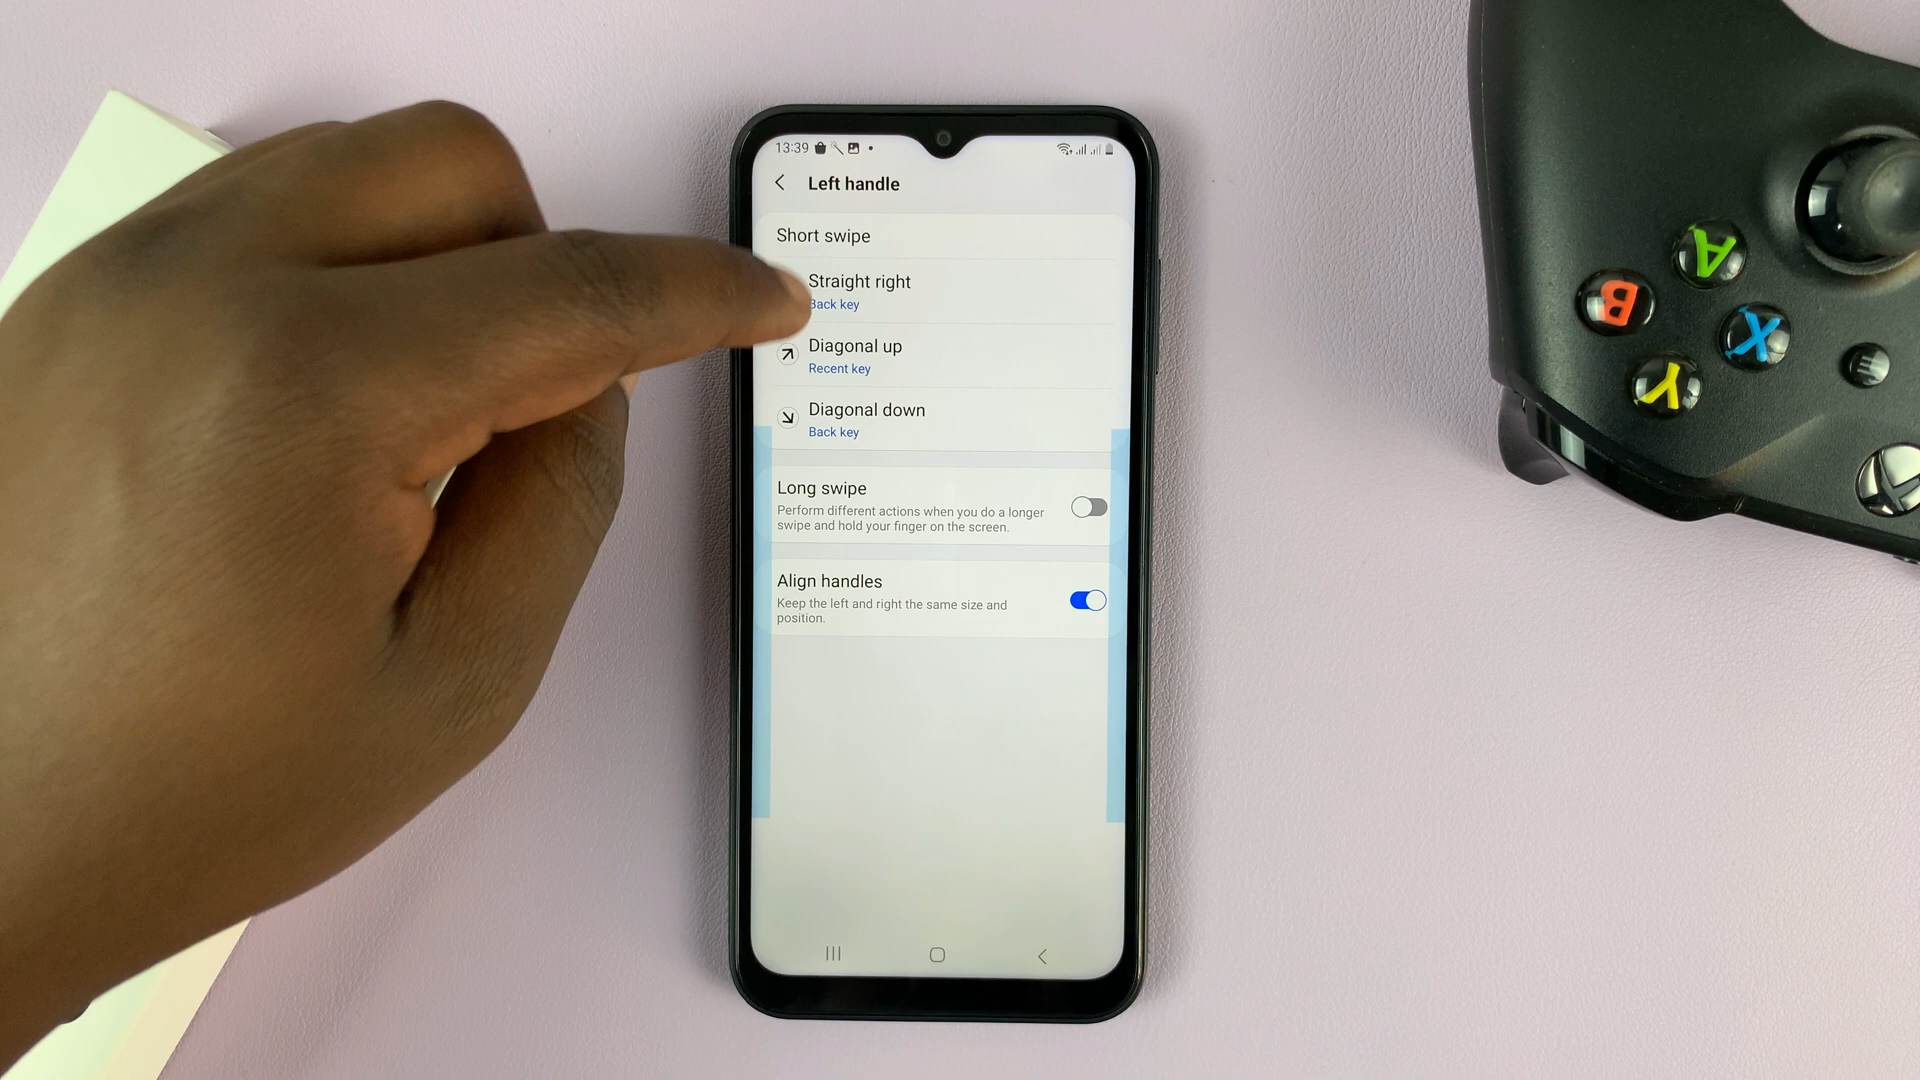 13:39
Left handle
Short swipe
Straight right
Back key
Diagonal up
Recent key
Diagonal down
Back key
Long swipe
Perform different actions when you do a longer
swipe and hold your finger on the screen.
Align handles
Keep the left and right the same size and
position.
A
B
X
Y